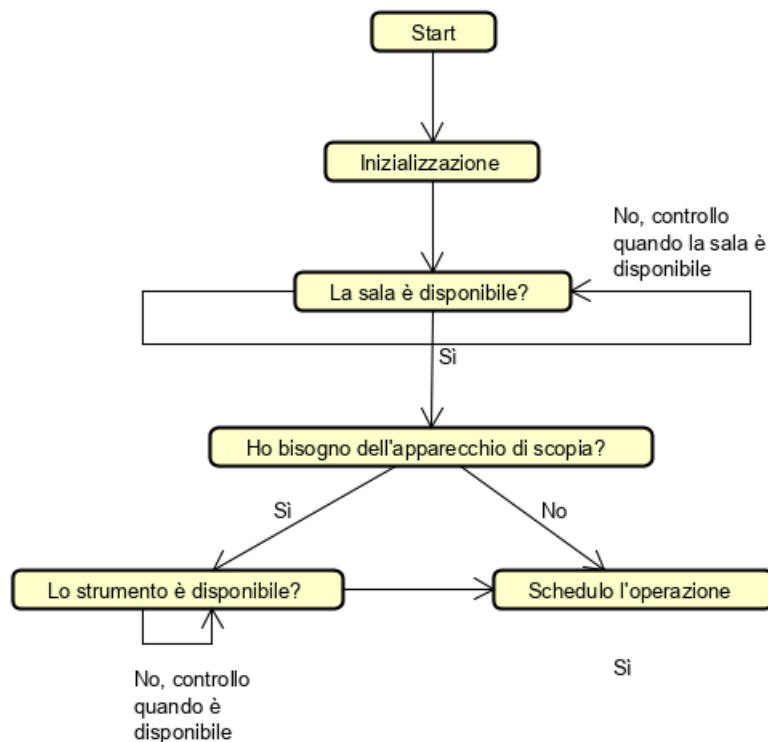 Start
Inizializzazione
No, controllo
quando la sala è
disponibile
La sala è disponibile?
Sì
Ho bisogno dell'apparecchio di scopia?
Sì
No
Lo strumento è disponibile?
Schedulo l'operazione
No, controllo
quando è
disponibile
Sì